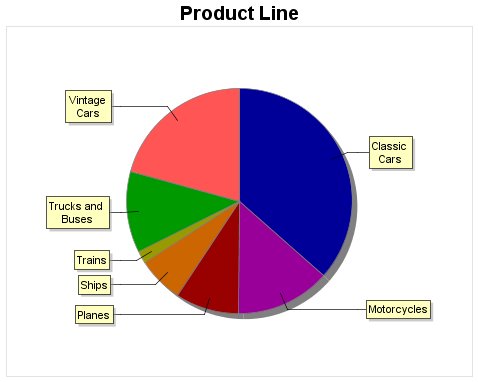 Product Line
Vintage
Cars
Classic
Cars
Trucks and
Buses
Trains
Ships
Planes
Motorcycles